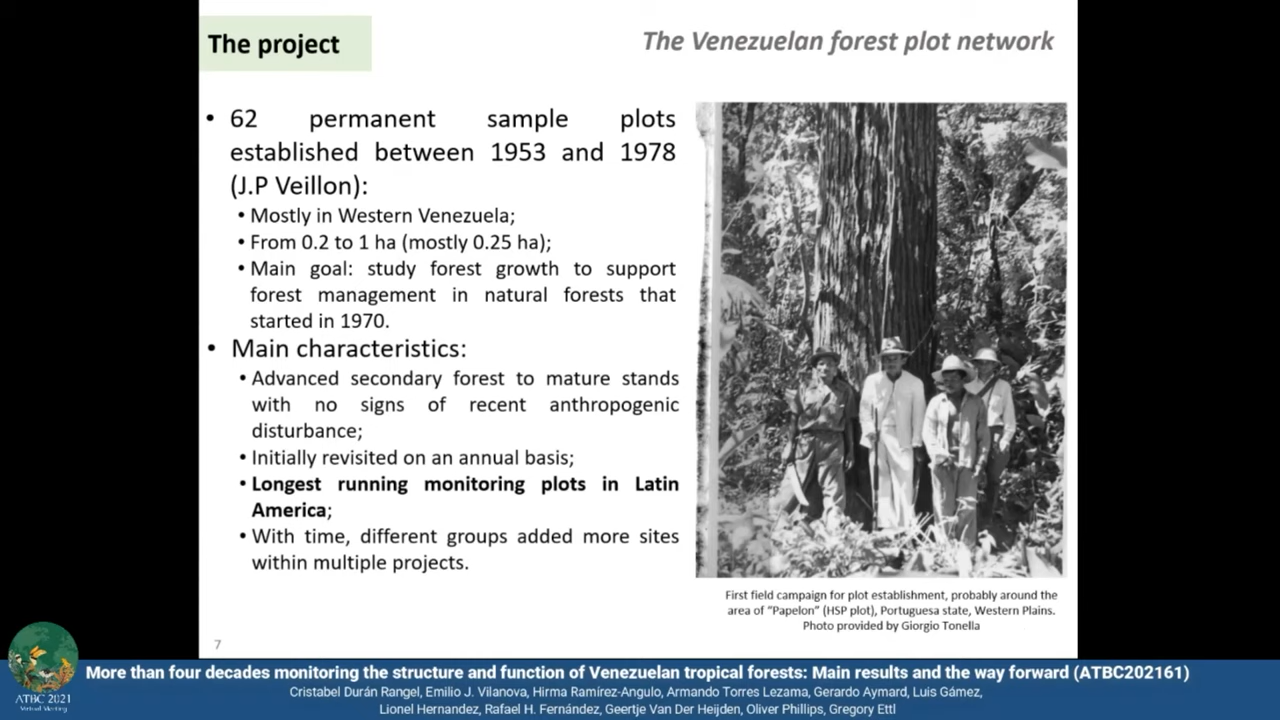 The project
The Venezuelan forest plot network
• 62 permanent sample plots
established between 1953 and 1978
(J.P Veillon):
• Mostly in Western Venezuela;
• From 0.2 to 1 ha (mostly 0.25 ha);
• Main goal: study forest growth to support
forest management in natural forests that
started in 1970.
• Main characteristics:
• Advanced secondary forest to mature stands
with no signs of recent anthropogenic
disturbance;
• Initially revisited on an annual basis;
• Longest running monitoring plots in Latin
America;
• With time, different groups added more sites
within multiple projects.
First field campaign for plot establishment, probably around the
area of “Papelon” (HSP plot), Portuguesa state, Western Plains.
Photo provided by Giorgio Tonella
7
ATBC 2021
Virtual Meeting
More than four decades monitoring the structure and function of Venezuelan tropical forests: Main results and the way forward (ATBC202161)
Cristabel Durán Rangel, Emilio J. Vilanova, Hirma Ramírez-Angulo, Armando Torres Lezama, Gerardo Aymard, Luis Gámez,
Lionel Hernandez, Rafael H. Fernández, Geertje Van Der Heijden, Oliver Phillips, Gregory Ettl